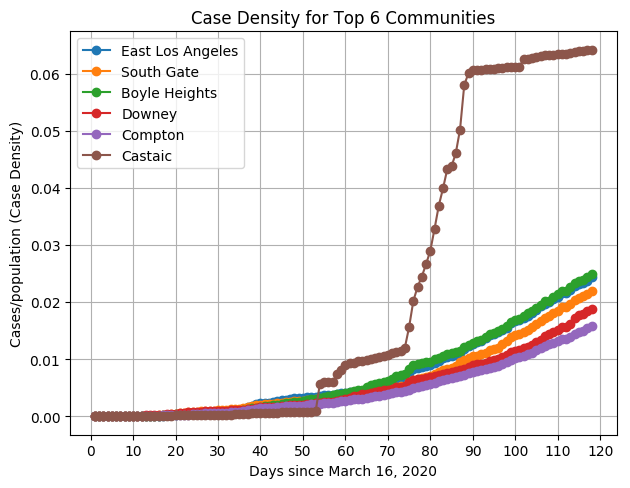 Case Density for Top 6 Communities
East Los Angeles
South Gate
Boyle Heights
Downey
Compton
Castaic
Cases/population (Case Density)
0.06
0.05
0.04
0.03
0.02
0.01
0.00
0 10 20 30 40 50 60 70 80 90 100 110 120
Days since March 16, 2020